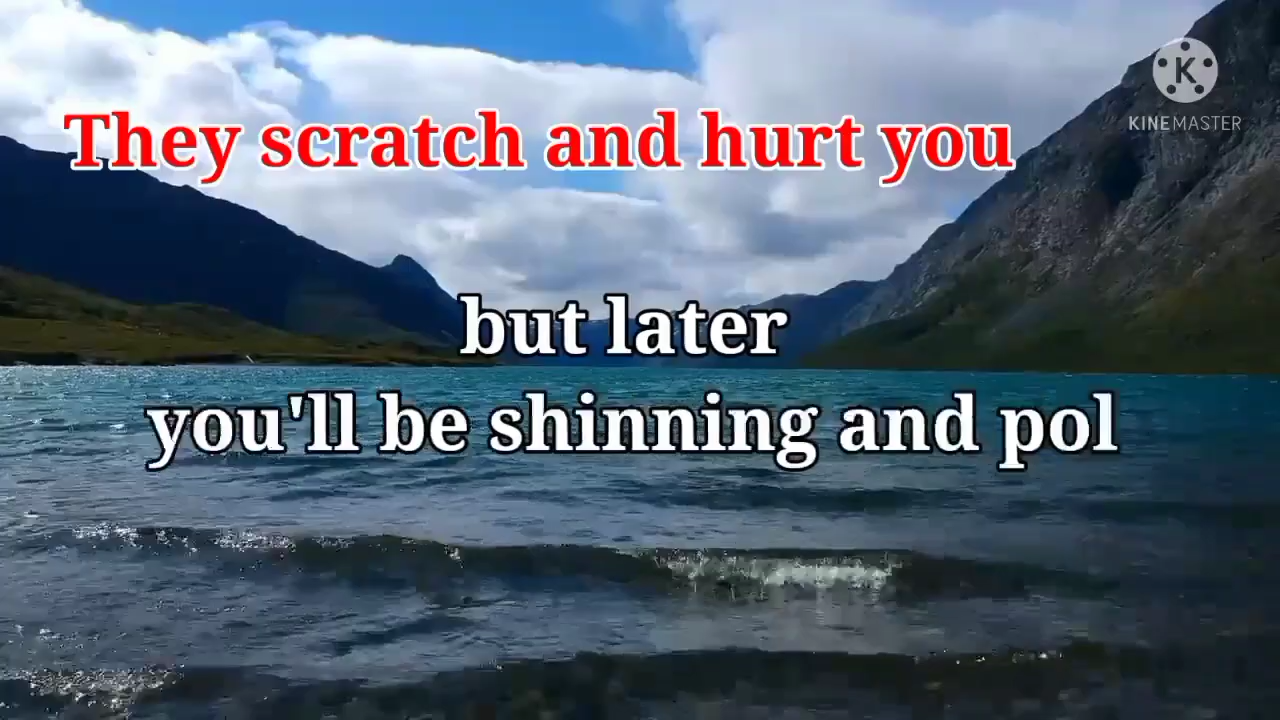 They scratch and hurt you
but later
you'll be shinning and pol
K
KINEMASTER